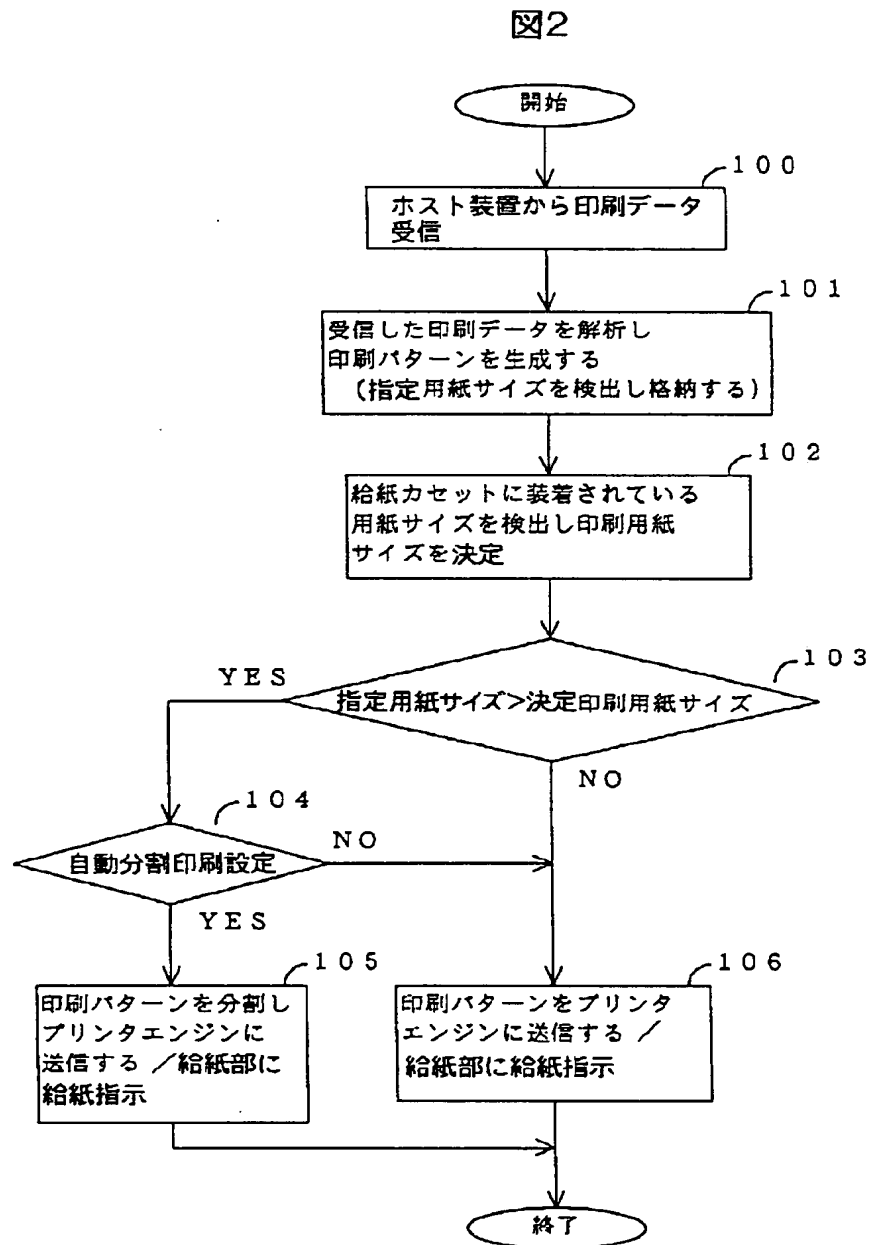 図2
開始
100
ホスト装置から印刷データ
受信
101
受信した印刷データを解析し
印刷パターンを生成する
(指定用紙サイズを検出し格納する)
102
給紙カセットに装着されている
用紙サイズを検出し印刷用紙
サイズを決定
103
指定用紙サイズ>決定印刷用紙サイズ
YES
NO
104
自動分割印刷設定
NO
YES
105
印刷パターンを分割し
プリンタエンジンに
送信する／給紙部に
給紙指示
106
印刷パターンをプリンタ
エンジンに送信する／
給紙部に給紙指示
終了